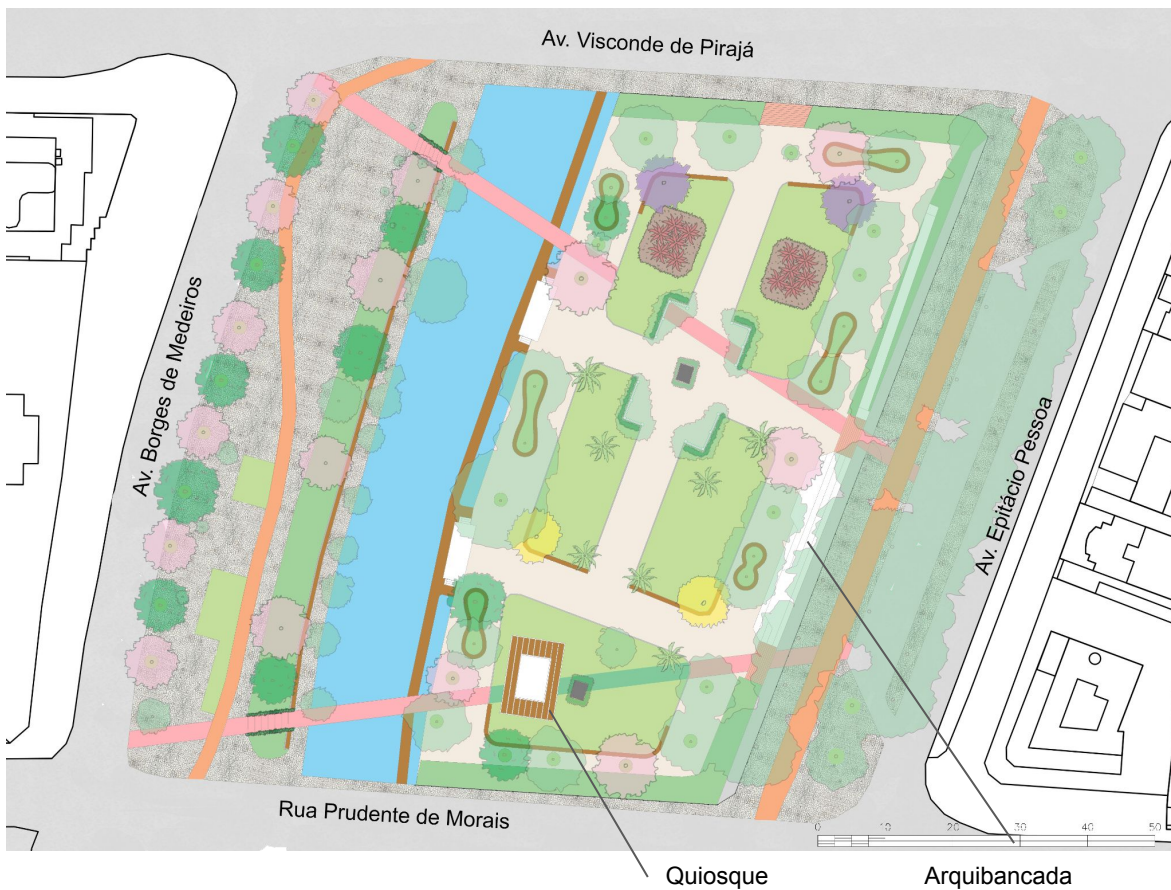 Av. Visconde de Pirajá
Av. Borges de Medeiros
Av. Epitácio Pessoa
Rua Prudente de Morais
0 10 20 30 40 50
Quiosque
Arquibancada